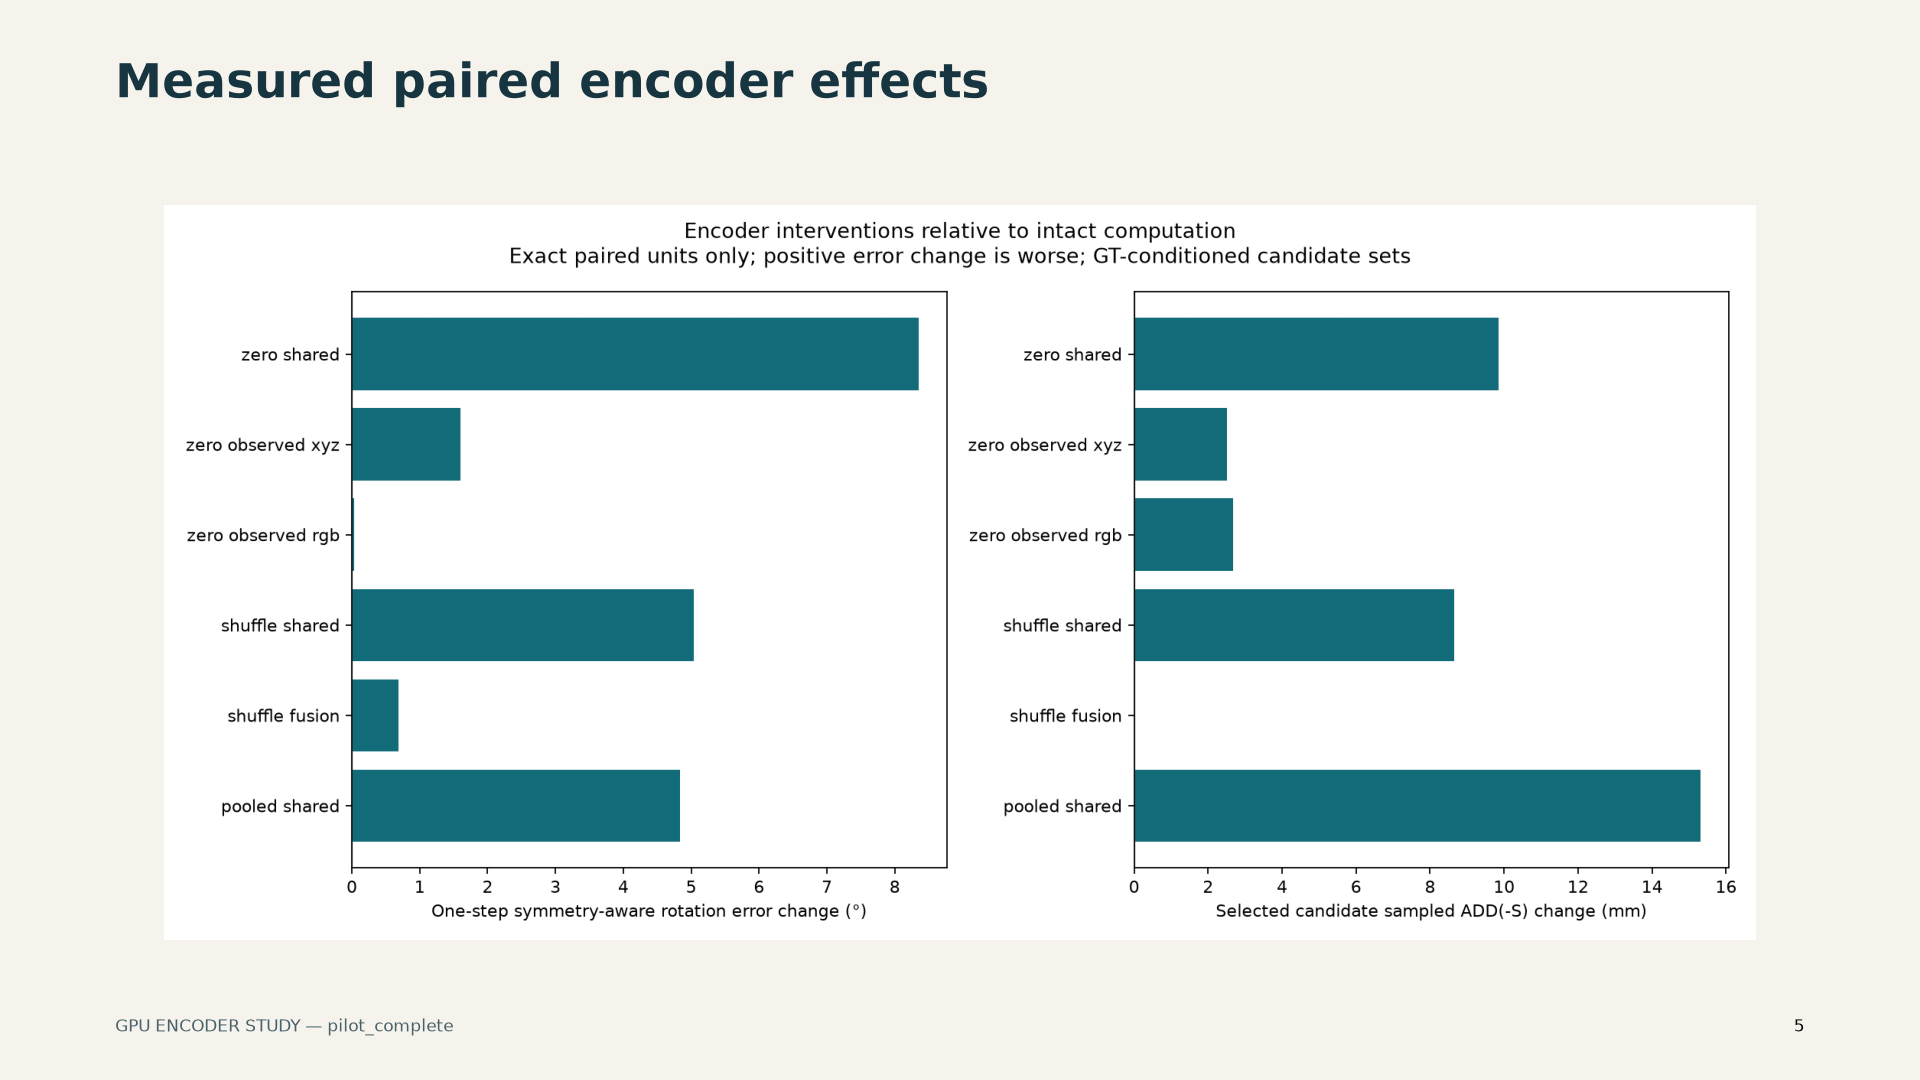 Measured paired encoder effects
Encoder interventions relative to intact computation
Exact paired units only; positive error change is worse; GT-conditioned candidate sets
zero shared
zero observed xyz
zero observed rgb
shuffle shared
shuffle fusion
pooled shared
0 1 2 3 4 5 6 7 8
One-step symmetry-aware rotation error change (°)
zero shared
zero observed xyz
zero observed rgb
shuffle shared
shuffle fusion
pooled shared
0 2 4 6 8 10 12 14 16
Selected candidate sampled ADD(-S) change (mm)
GPU ENCODER STUDY — pilot_complete
5